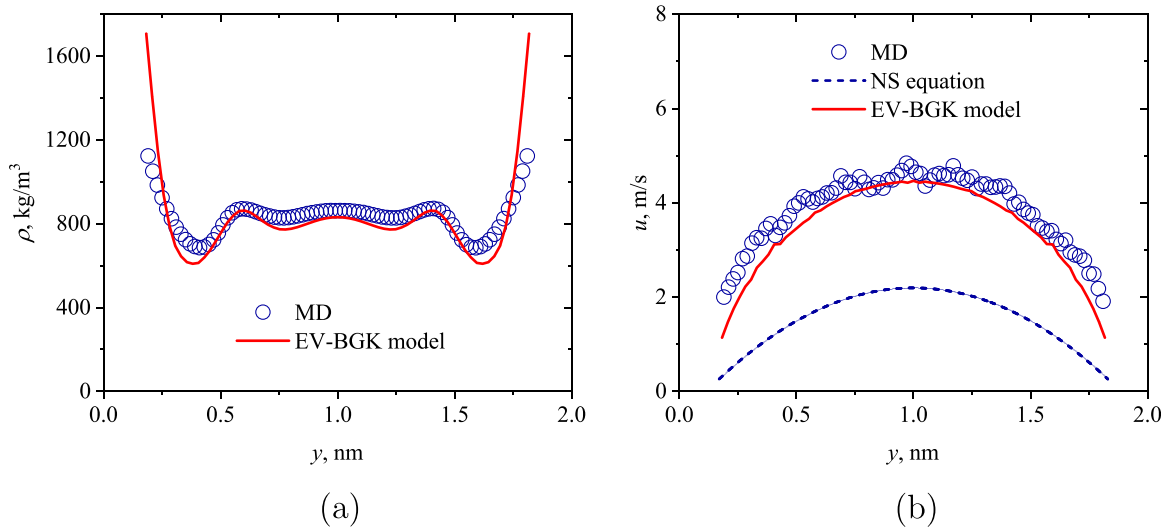 1600
1200
800
400
0
ρ, kg/m³
MD
EV-BGK model
0.0 0.5 1.0 1.5 2.0
y, nm
(a)
8
6
4
2
0
u, m/s
MD
NS equation
EV-BGK model
0.0 0.5 1.0 1.5 2.0
y, nm
(b)